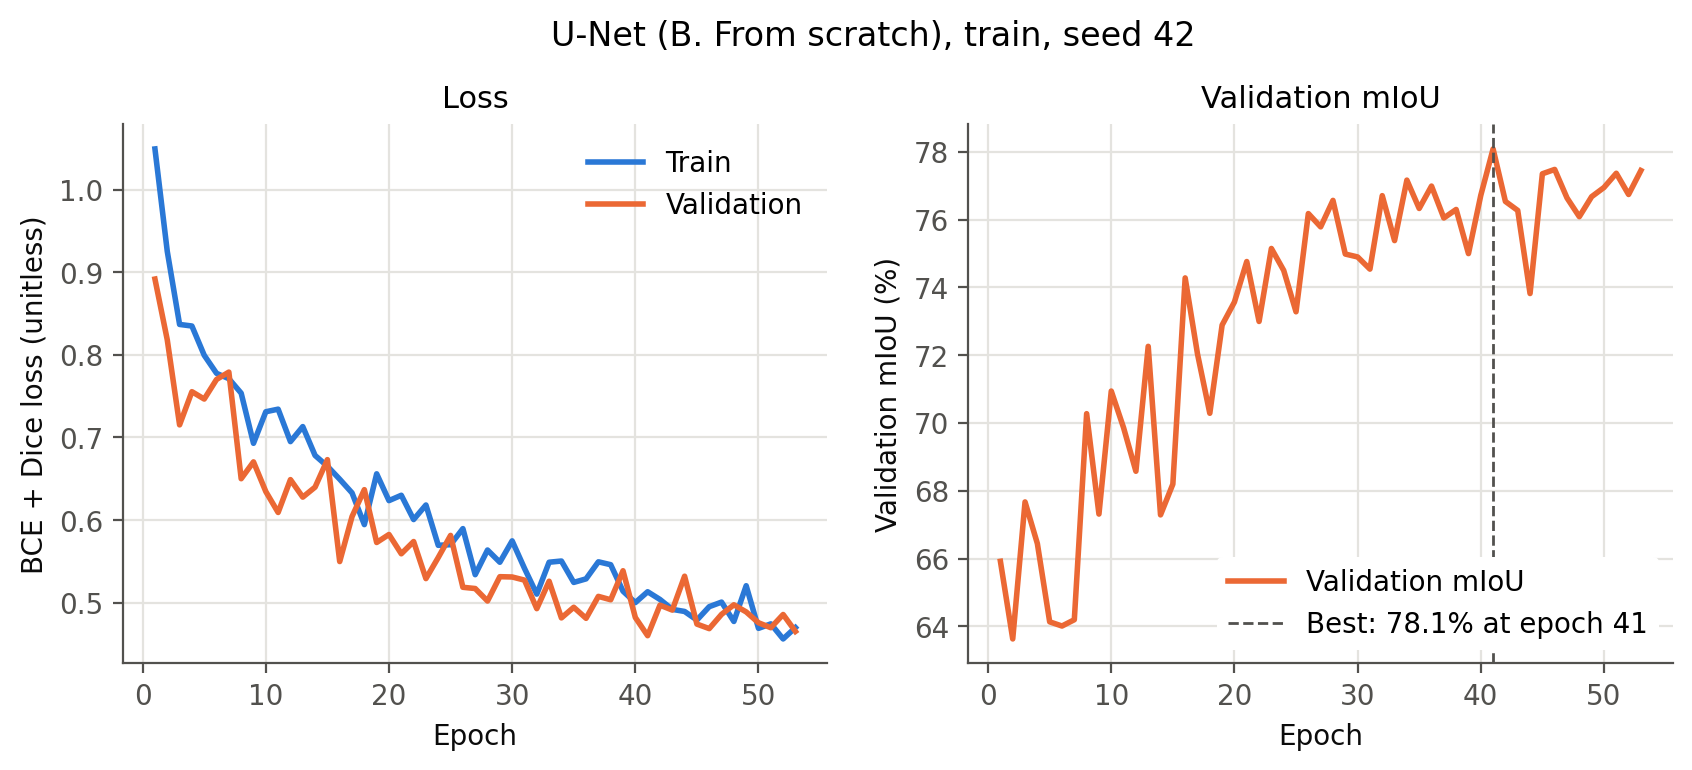 U-Net (B. From scratch), train, seed 42
Loss
BCE + Dice loss (unitless)
1.0
0.9
0.8
0.7
0.6
0.5
Train
Validation
0 10 20 30 40 50
Epoch
Validation mIoU
Validation mIoU (%)
78
76
74
72
70
68
66
64
Validation mIoU
Best: 78.1% at epoch 41
0 10 20 30 40 50
Epoch